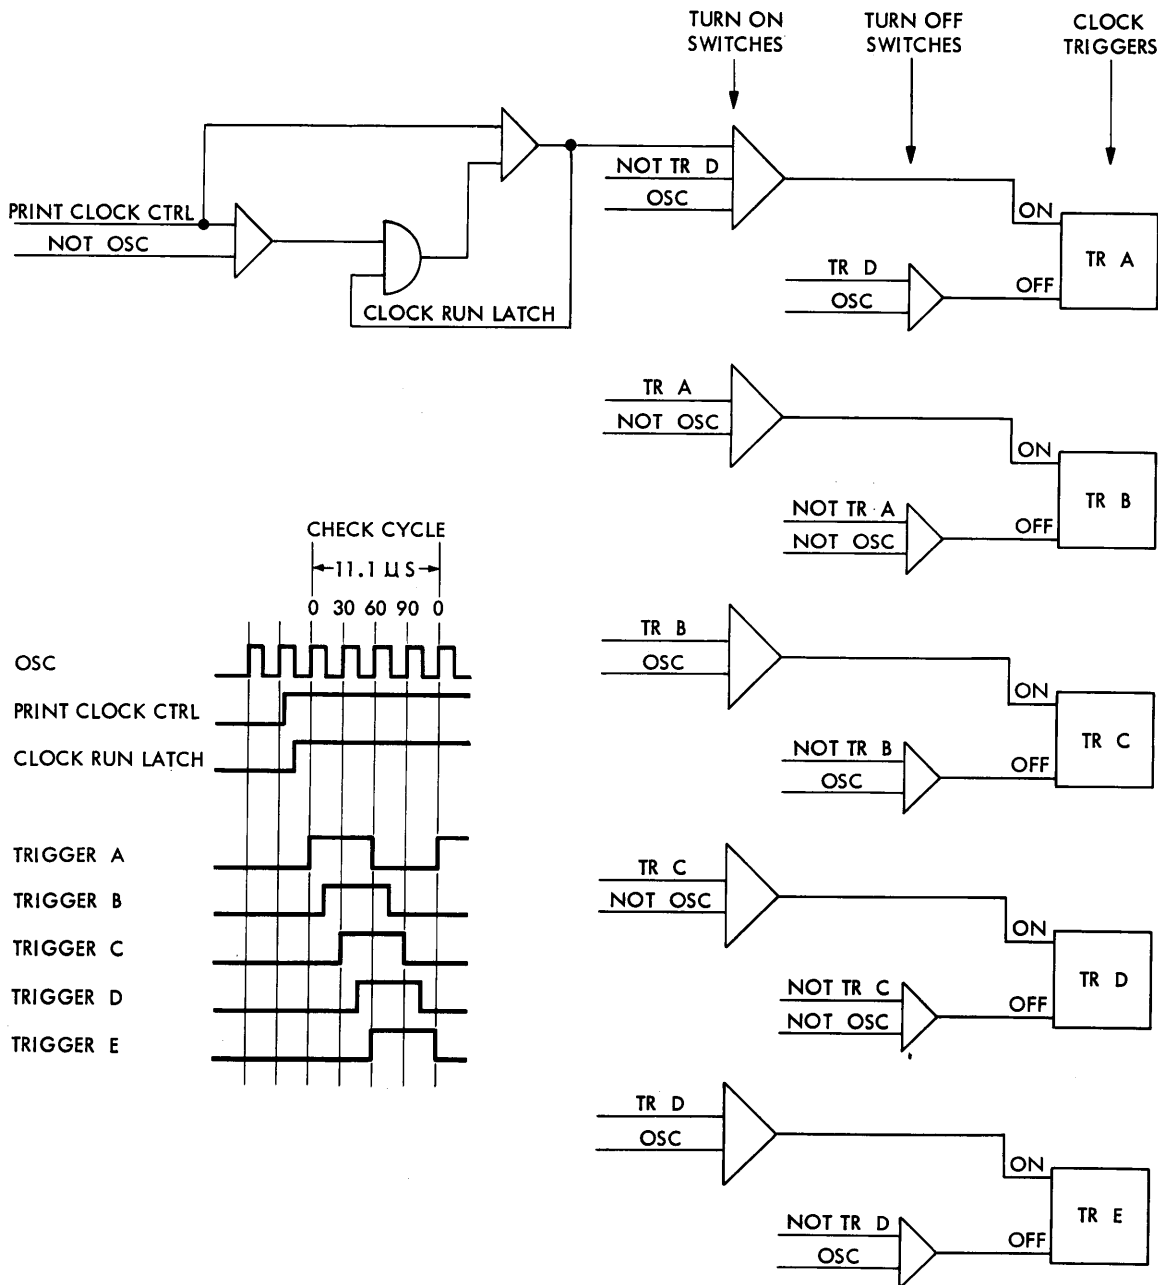 TURN ON
SWITCHES
TURN OFF
SWITCHES
CLOCK
TRIGGERS
PRINT CLOCK CTRL
NOT OSC
CLOCK RUN LATCH
NOT TR D
OSC
ON
TR A
TR D
OSC
OFF
TR A
NOT OSC
ON
TR B
NOT TR A
NOT OSC
OFF
TR B
OSC
ON
TR C
NOT TR B
OSC
OFF
TR C
NOT OSC
ON
TR D
NOT TR C
NOT OSC
OFF
TR D
OSC
ON
TR E
NOT TR D
OSC
OFF
CHECK CYCLE
11.1 µS
0 30 60 90 0
OSC
PRINT CLOCK CTRL
CLOCK RUN LATCH
TRIGGER A
TRIGGER B
TRIGGER C
TRIGGER D
TRIGGER E